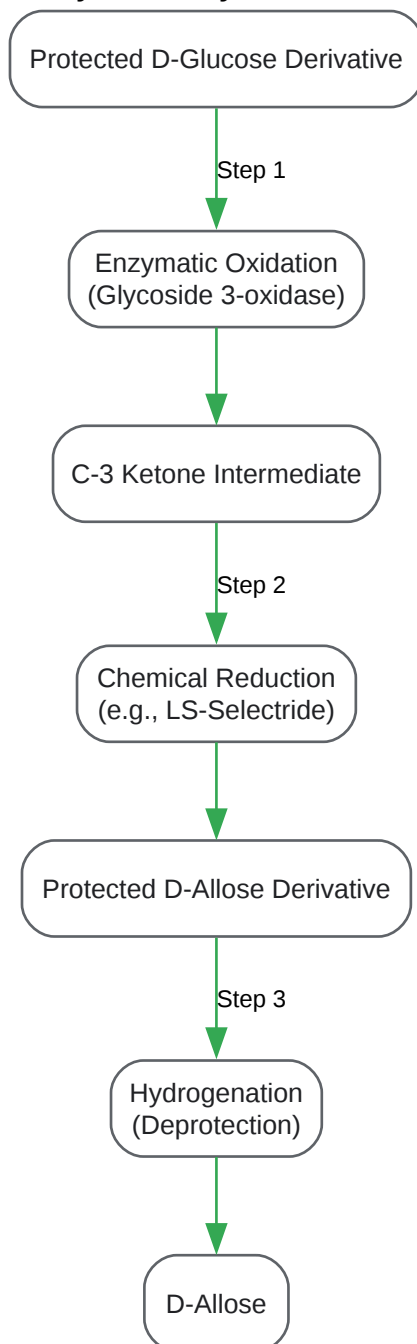 Protected D-Glucose Derivative
Step 1
Enzymatic Oxidation
(Glycoside 3-oxidase)
C-3 Ketone Intermediate
Step 2
Chemical Reduction
(e.g., LS-Selectride)
Protected D-Allose Derivative
Step 3
Hydrogenation
(Deprotection)
D-Allose